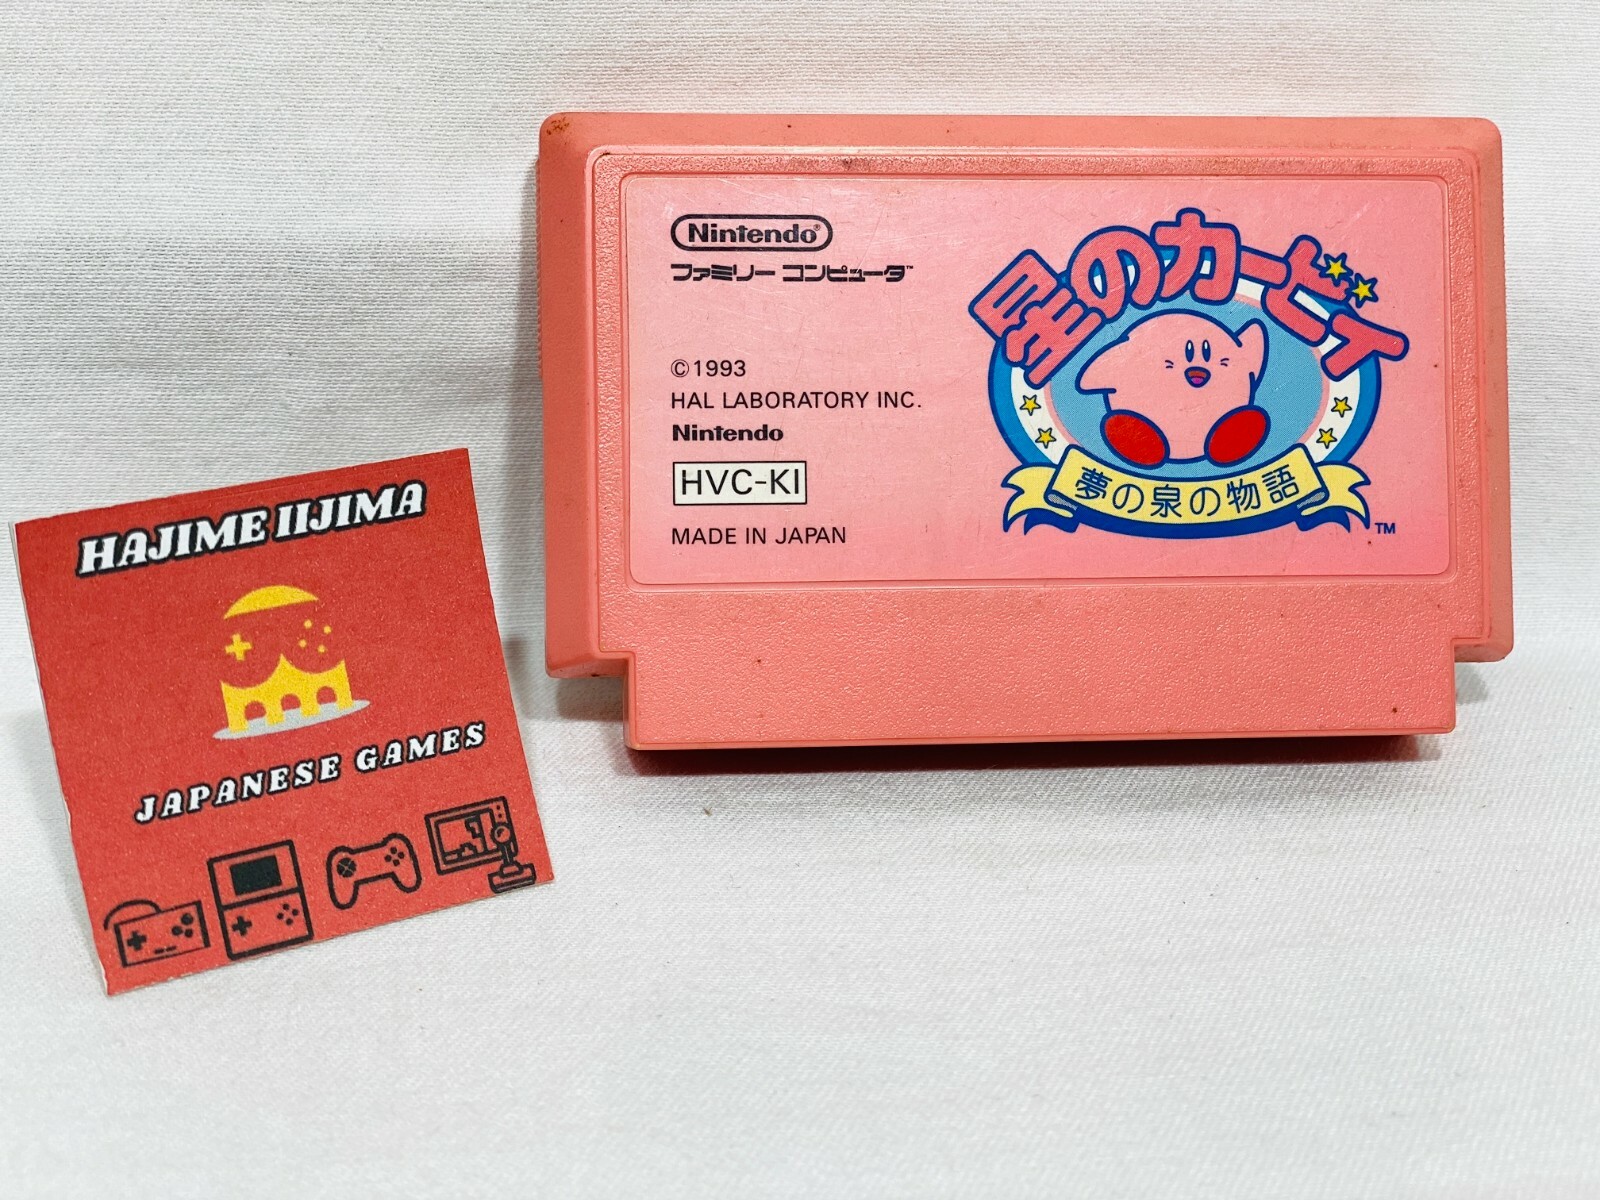 HAJIME IIJIMA
JAPANESE GAMES
Nintendo®
ファミリー コンピュータ™
©1993
HAL LABORATORY INC.
Nintendo
HVC-KI
MADE IN JAPAN
星のカービィ
夢の泉の物語
TM